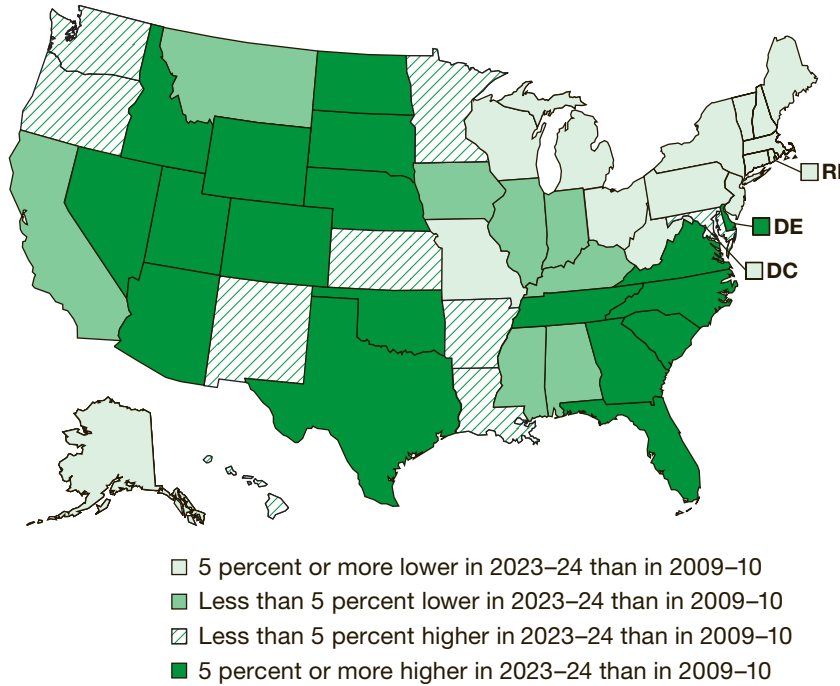 RI
DE
DC
5 percent or more lower in 2023–24 than in 2009–10
Less than 5 percent lower in 2023–24 than in 2009–10
Less than 5 percent higher in 2023–24 than in 2009–10
5 percent or more higher in 2023–24 than in 2009–10